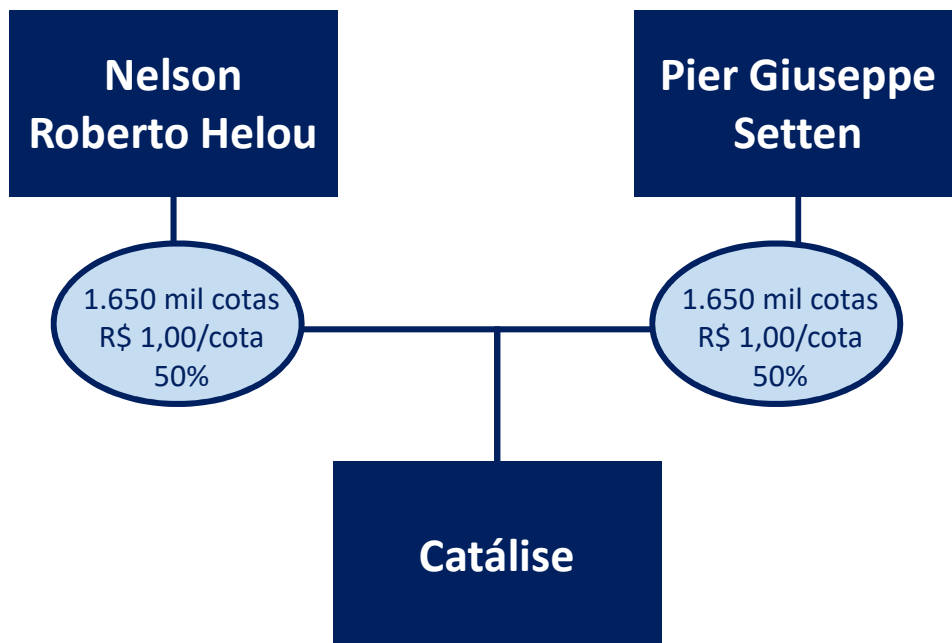 Nelson
Roberto Helou
Pier Giuseppe
Setten
1.650 mil cotas
R$ 1,00/cota
50%
1.650 mil cotas
R$ 1,00/cota
50%
Catálise